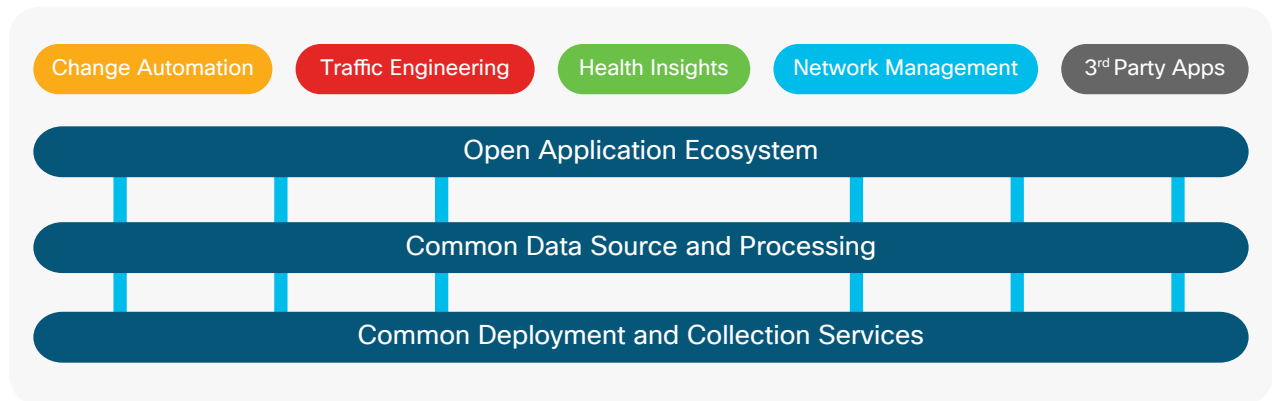 Change Automation
Traffic Engineering
Health Insights
Network Management
3rd Party Apps
Open Application Ecosystem
Common Data Source and Processing
Common Deployment and Collection Services